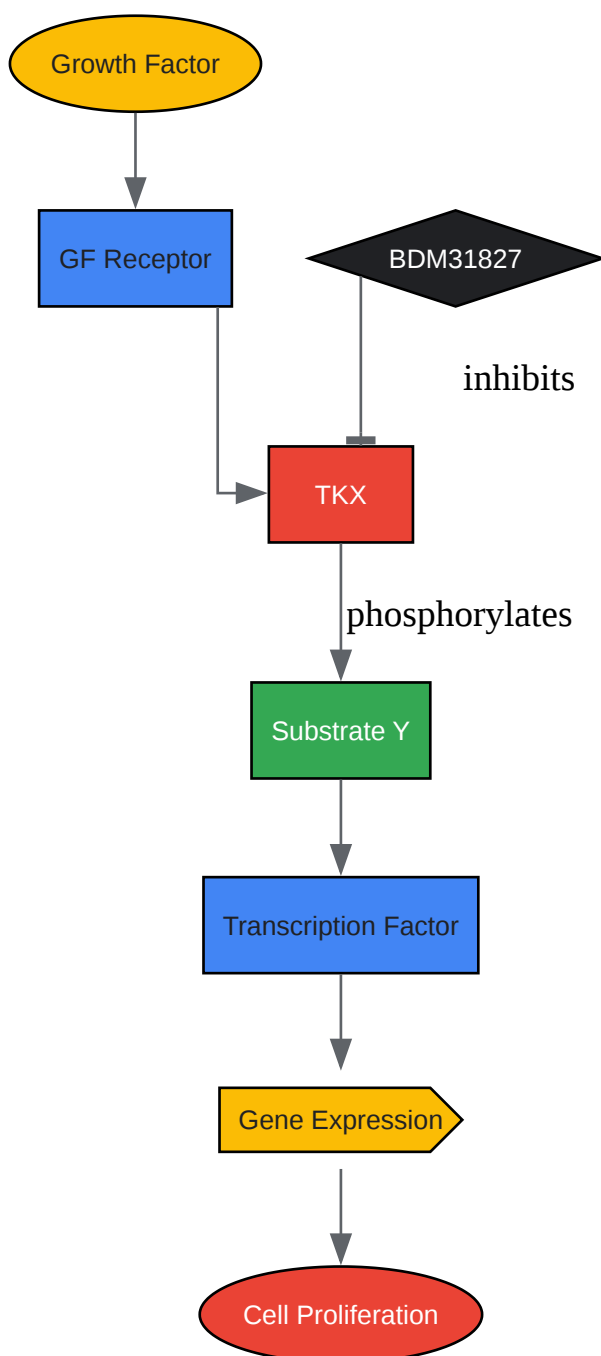 Growth Factor
GF Receptor
BDM31827
inhibits
TKX
phosphorylates
Substrate Y
Transcription Factor
Gene Expression
Cell Proliferation